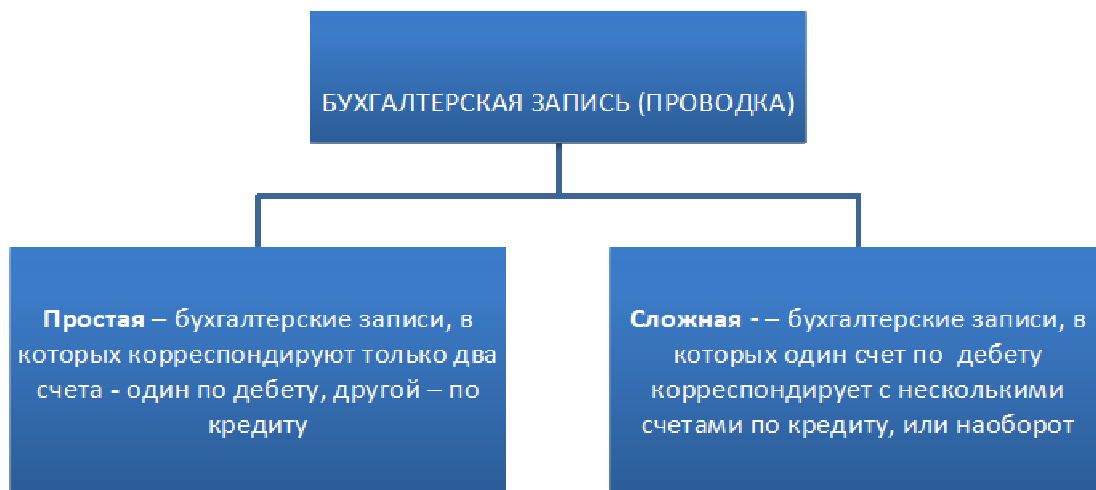 БУХГАЛТЕРСКАЯ ЗАПИСЬ (ПРОВОДКА)
Простая – бухгалтерские записи, в
которых корреспондируют только два
счета - один по дебету, другой – по
кредиту
Сложная - – бухгалтерские записи, в
которых один счет по  дебету
корреспондирует с несколькими
счетами по кредиту, или наоборот